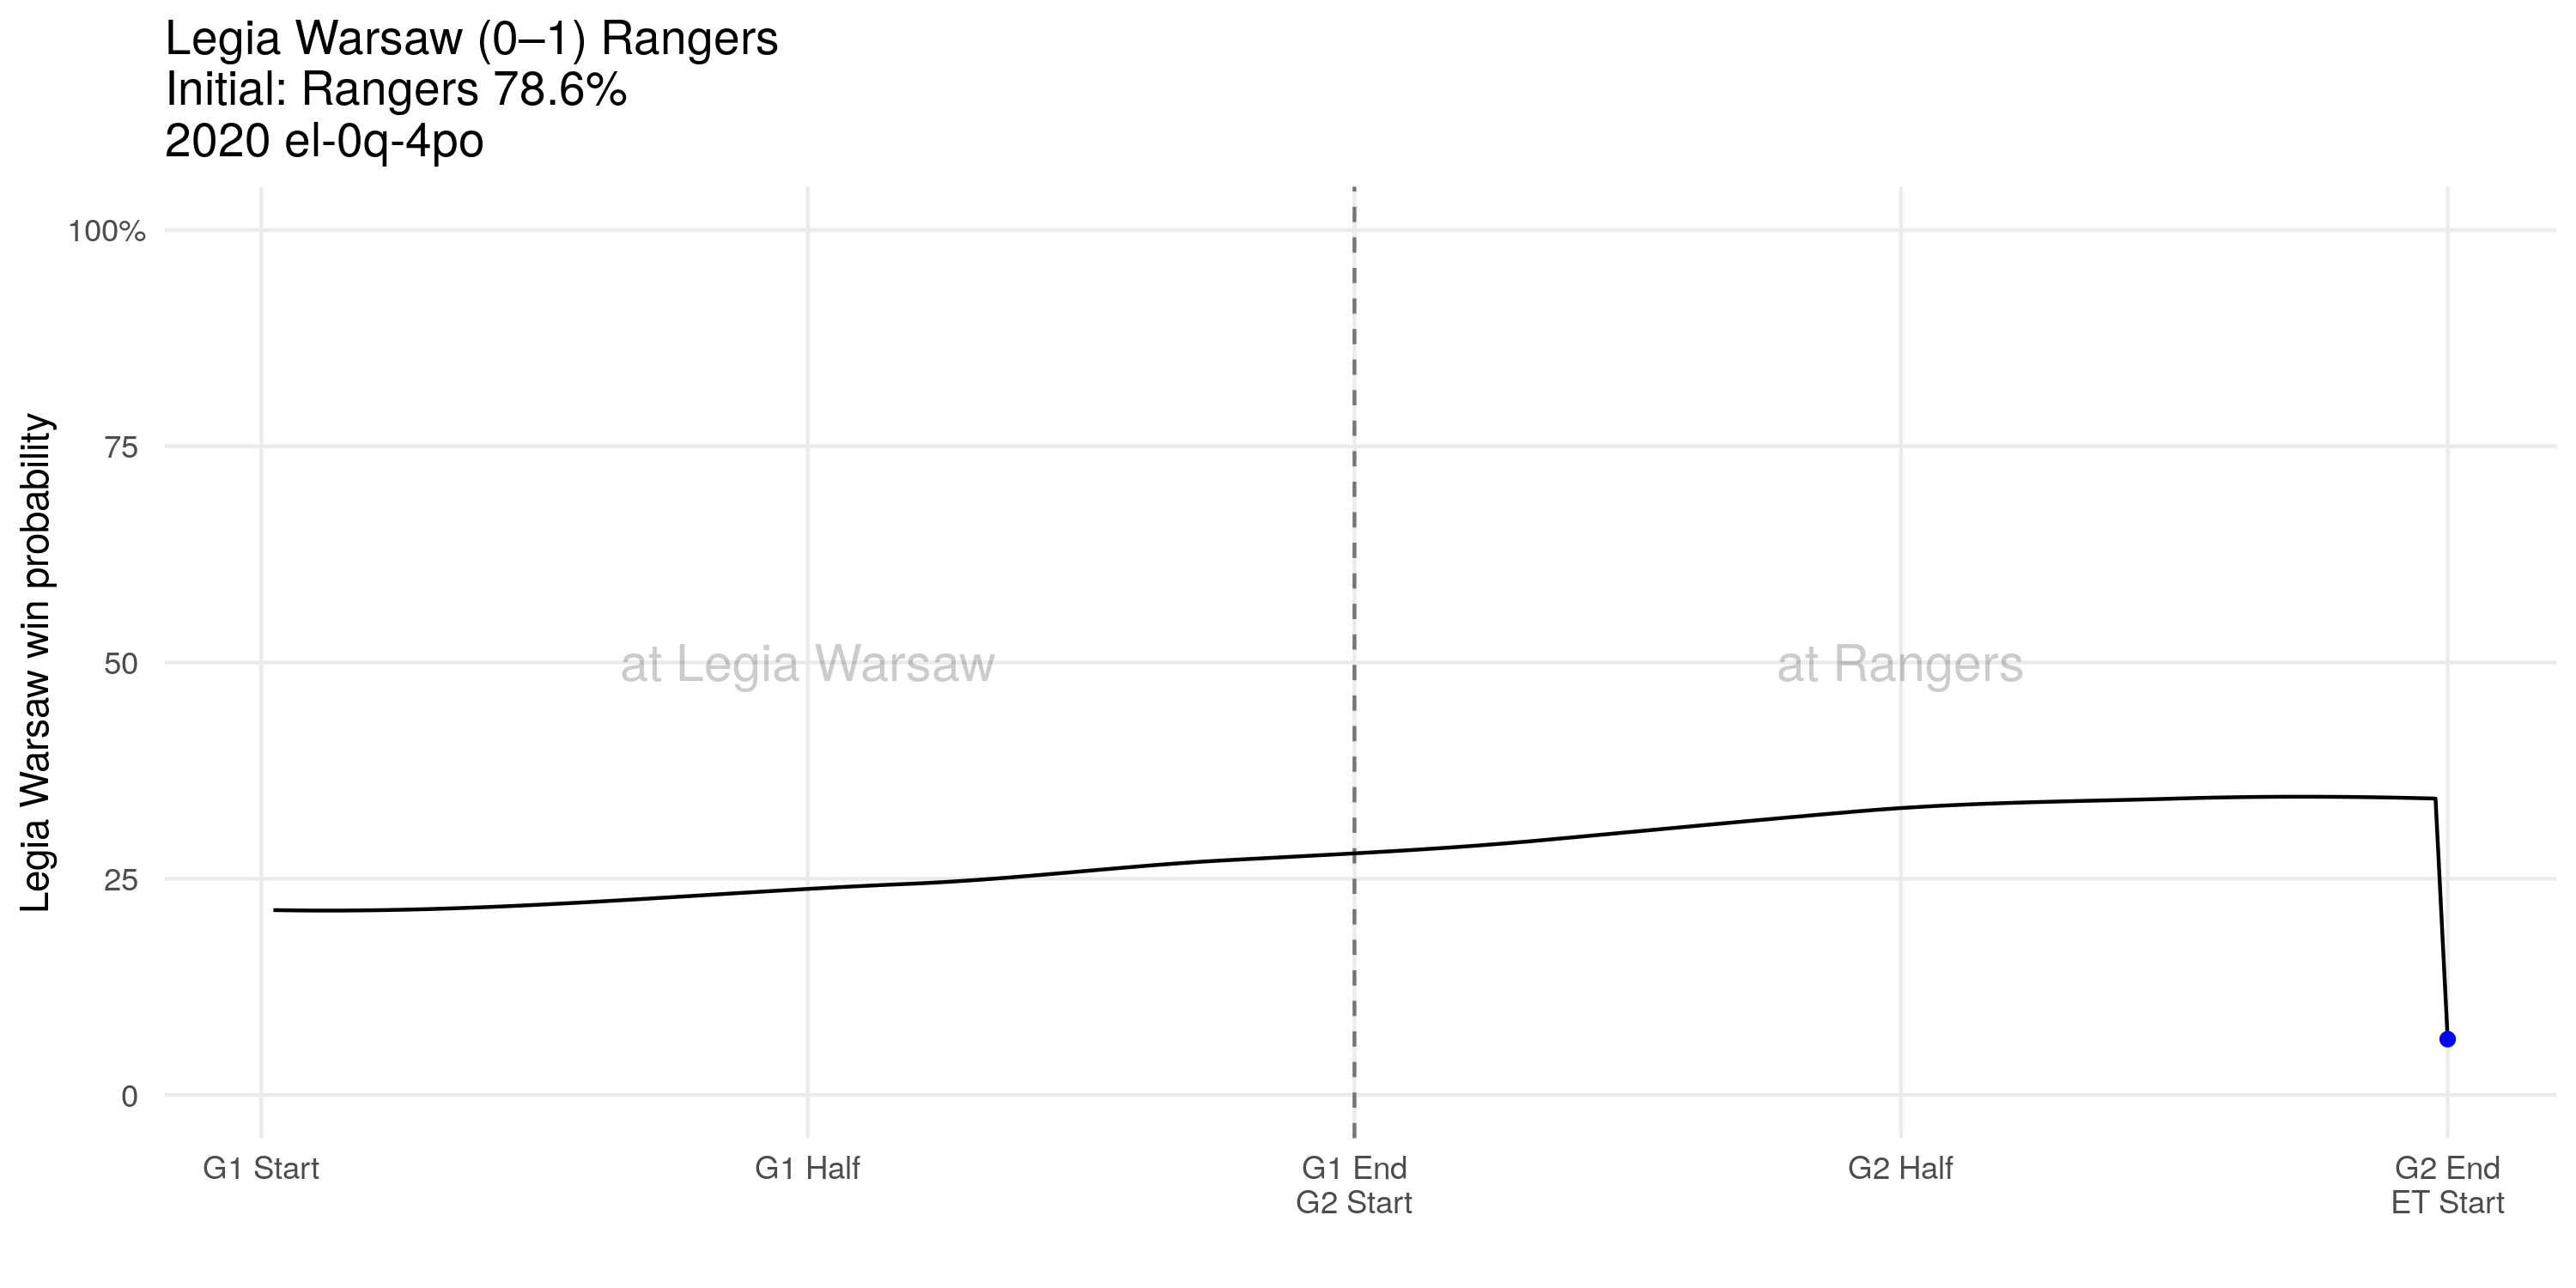 Legia Warsaw (0–1) Rangers
Initial: Rangers 78.6%
2020 el-0q-4po
Legia Warsaw win probability
100%
75
50
25
0
at Legia Warsaw
at Rangers
G1 Start
G1 Half
G1 End
G2 Start
G2 Half
G2 End
ET Start